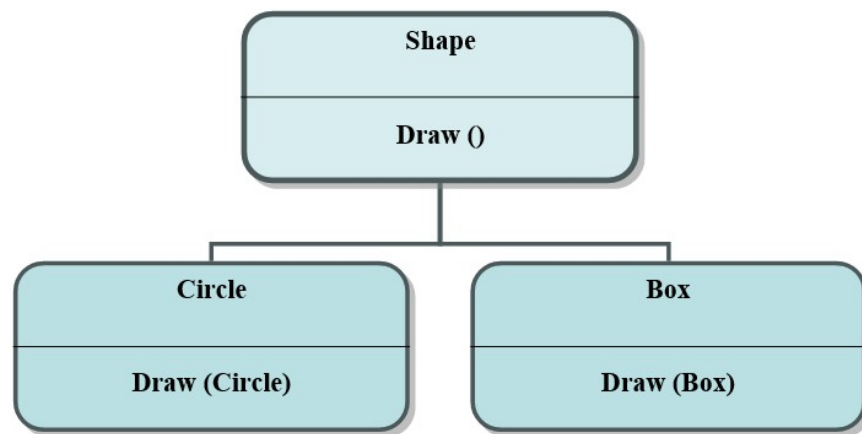 Shape
Draw ()
Circle
Draw (Circle)
Box
Draw (Box)